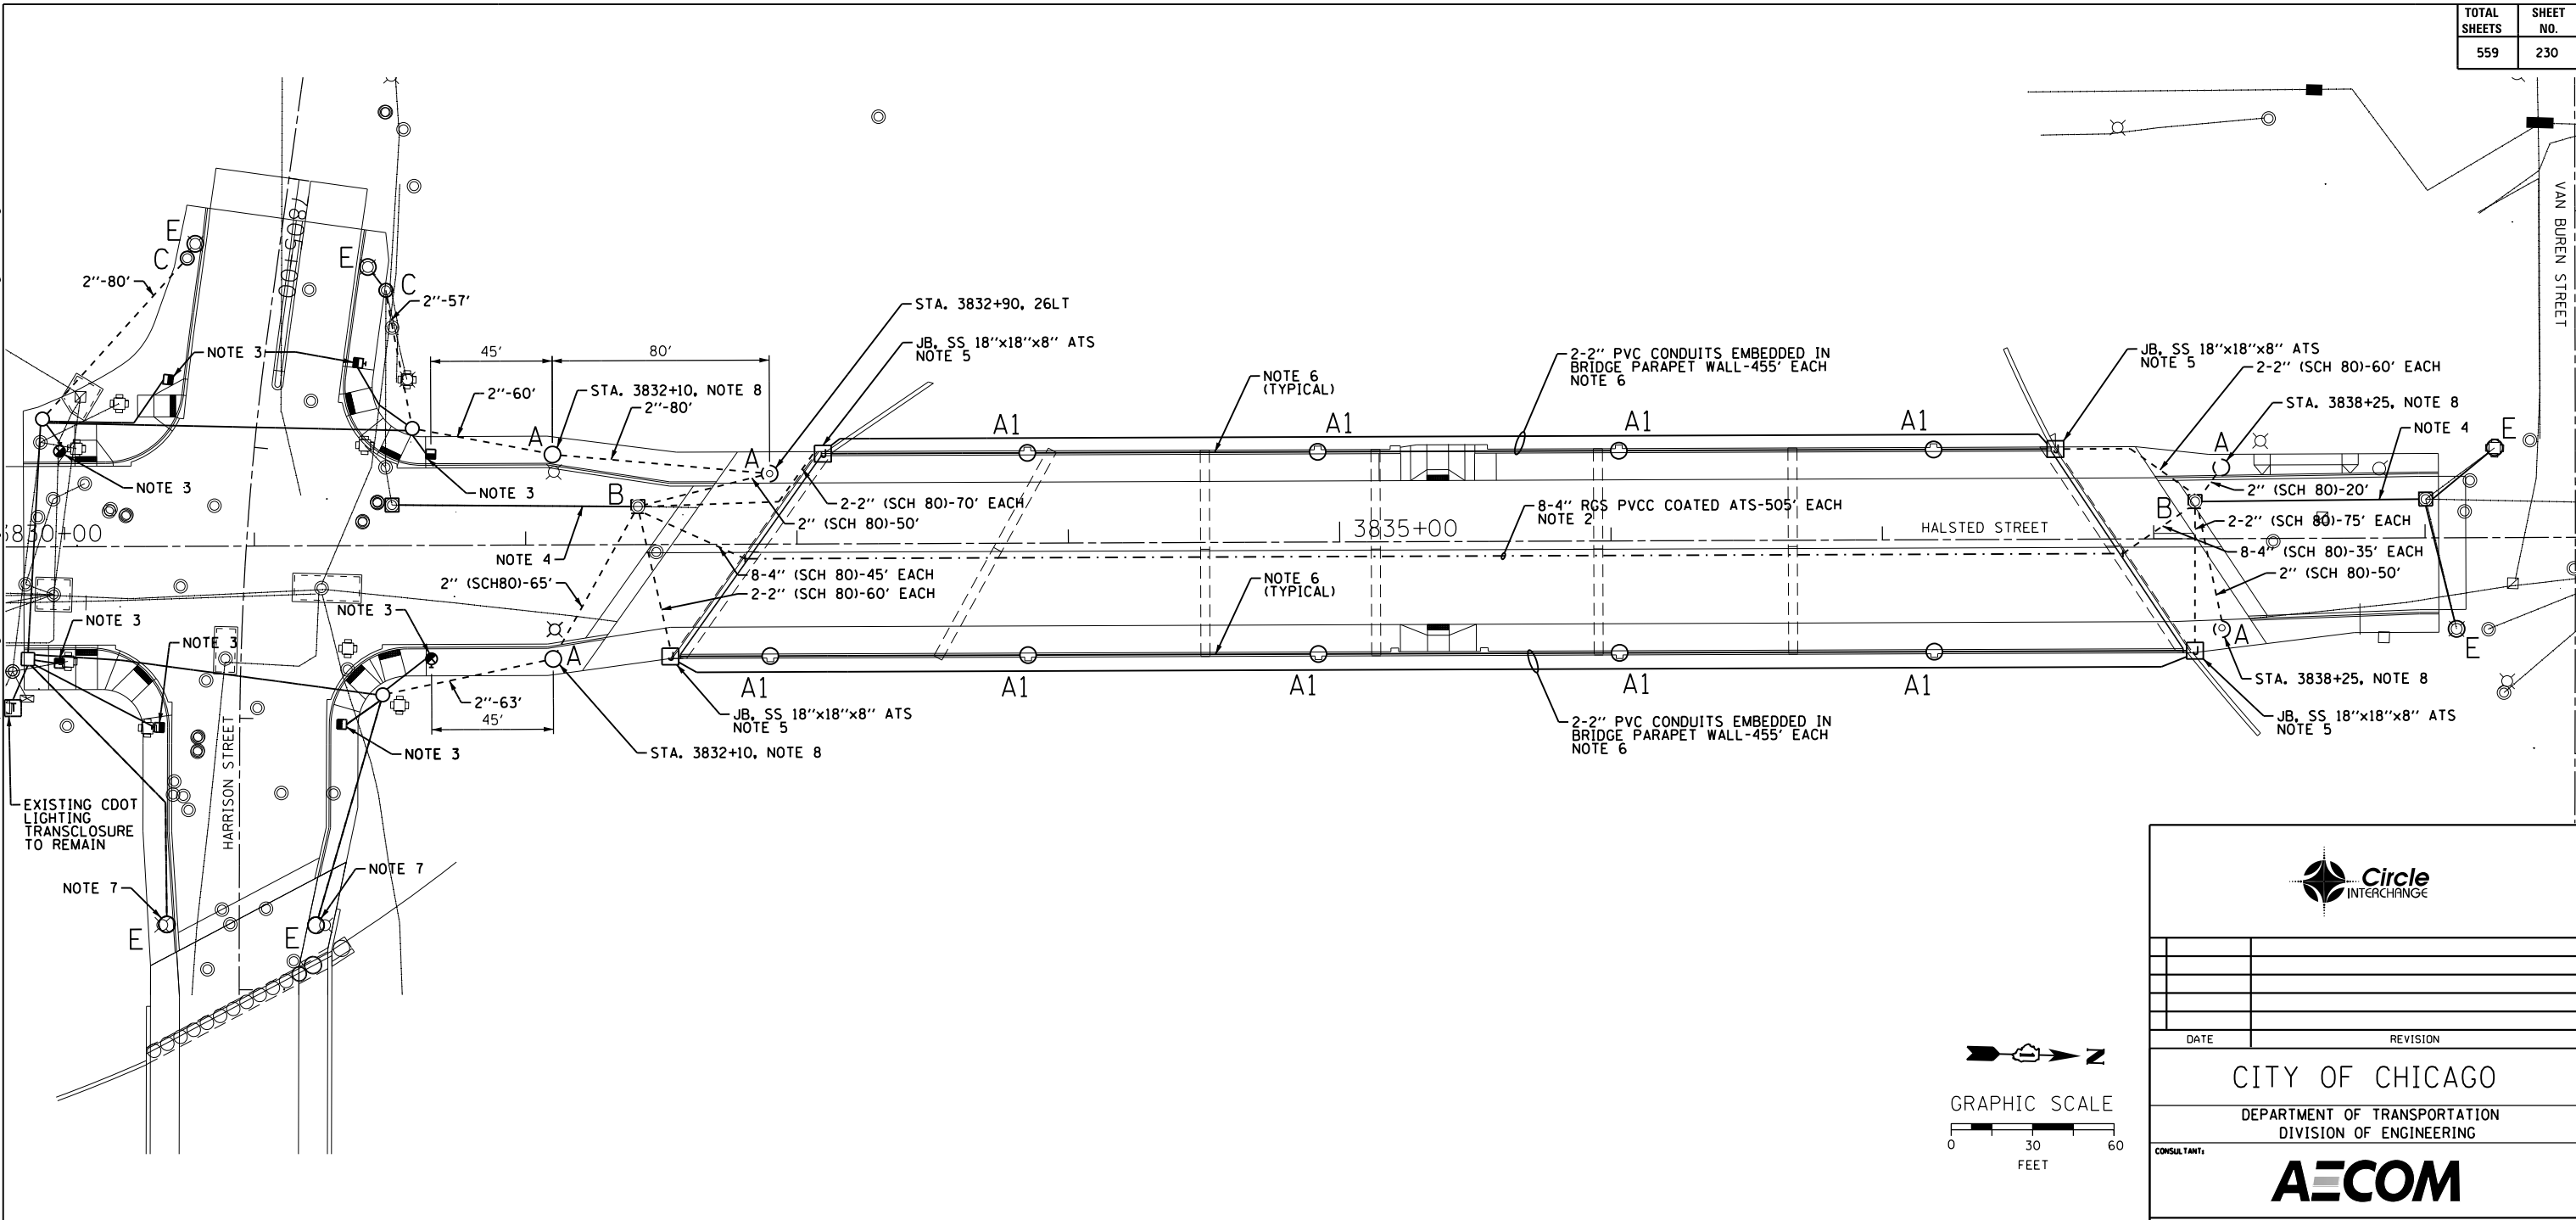 TOTAL SHEETS
SHEET NO.
559
230
VAN BUREN STREET
E
C
2''-80'
E
C
2''-57'
7850+00
NOTE 3
45'
80'
STA. 3832+90, 26LT
JB, SS 18''x18''x8'' ATS
NOTE 5
2''-60'
STA. 3832+10, NOTE 8
2''-80'
A
A
NOTE 3
NOTE 3
NOTE 6
(TYPICAL)
2-2'' PVC CONDUITS EMBEDDED IN
BRIDGE PARAPET WALL-455' EACH
NOTE 6
A1
A1
A1
A1
JB, SS 18''x18''x8'' ATS
NOTE 5
2-2'' (SCH 80)-60' EACH
STA. 3838+25, NOTE 8
NOTE 4
E
A
2'' (SCH 80)-20'
B
2-2'' (SCH 80)-70' EACH
2'' (SCH 80)-50'
8-4'' RGS PVCC COATED ATS-505' EACH
NOTE 2
3830+00
3835+00
HALSTED STREET
B
2-2'' (SCH 80)-75' EACH
8-4'' (SCH 80)-35' EACH
2'' (SCH 80)-50'
NOTE 4
2'' (SCH80)-65'
8-4'' (SCH 80)-45' EACH
2-2'' (SCH 80)-60' EACH
NOTE 6
(TYPICAL)
NOTE 3
NOTE 3
NOTE 3
A
A
E
2''-63'
45'
A1
A1
A1
A1
A1
STA. 3838+25, NOTE 8
JB, SS 18''x18''x8'' ATS
NOTE 5
JB, SS 18''x18''x8'' ATS
NOTE 5
2-2'' PVC CONDUITS EMBEDDED IN
BRIDGE PARAPET WALL-455' EACH
NOTE 6
STA. 3832+10, NOTE 8
NOTE 3
T
J
J
J
J
HARRISON STREET
EXISTING CDOT
LIGHTING
TRANSCLOSURE
TO REMAIN
NOTE 7
NOTE 7
E
E
N
GRAPHIC SCALE
0 30 60
FEET
Circle
INTERCHANGE
DATE
REVISION
CITY OF CHICAGO
DEPARTMENT OF TRANSPORTATION
DIVISION OF ENGINEERING
CONSULTANT:
AECOM